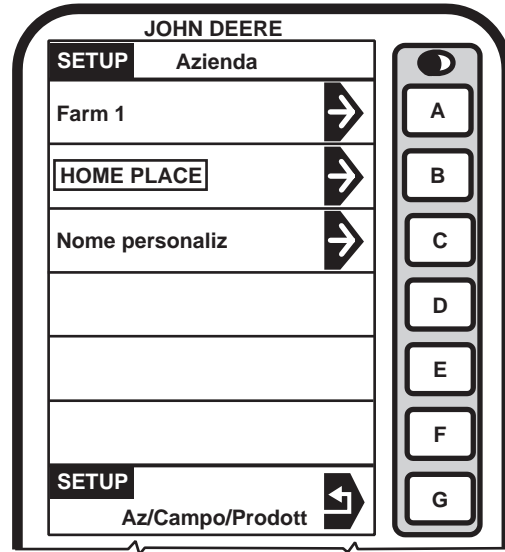 JOHN DEERE
SETUP Azienda
Farm 1
A
HOME PLACE
B
Nome personaliz
C
D
E
F
SETUP
Az/Campo/Prodott
G